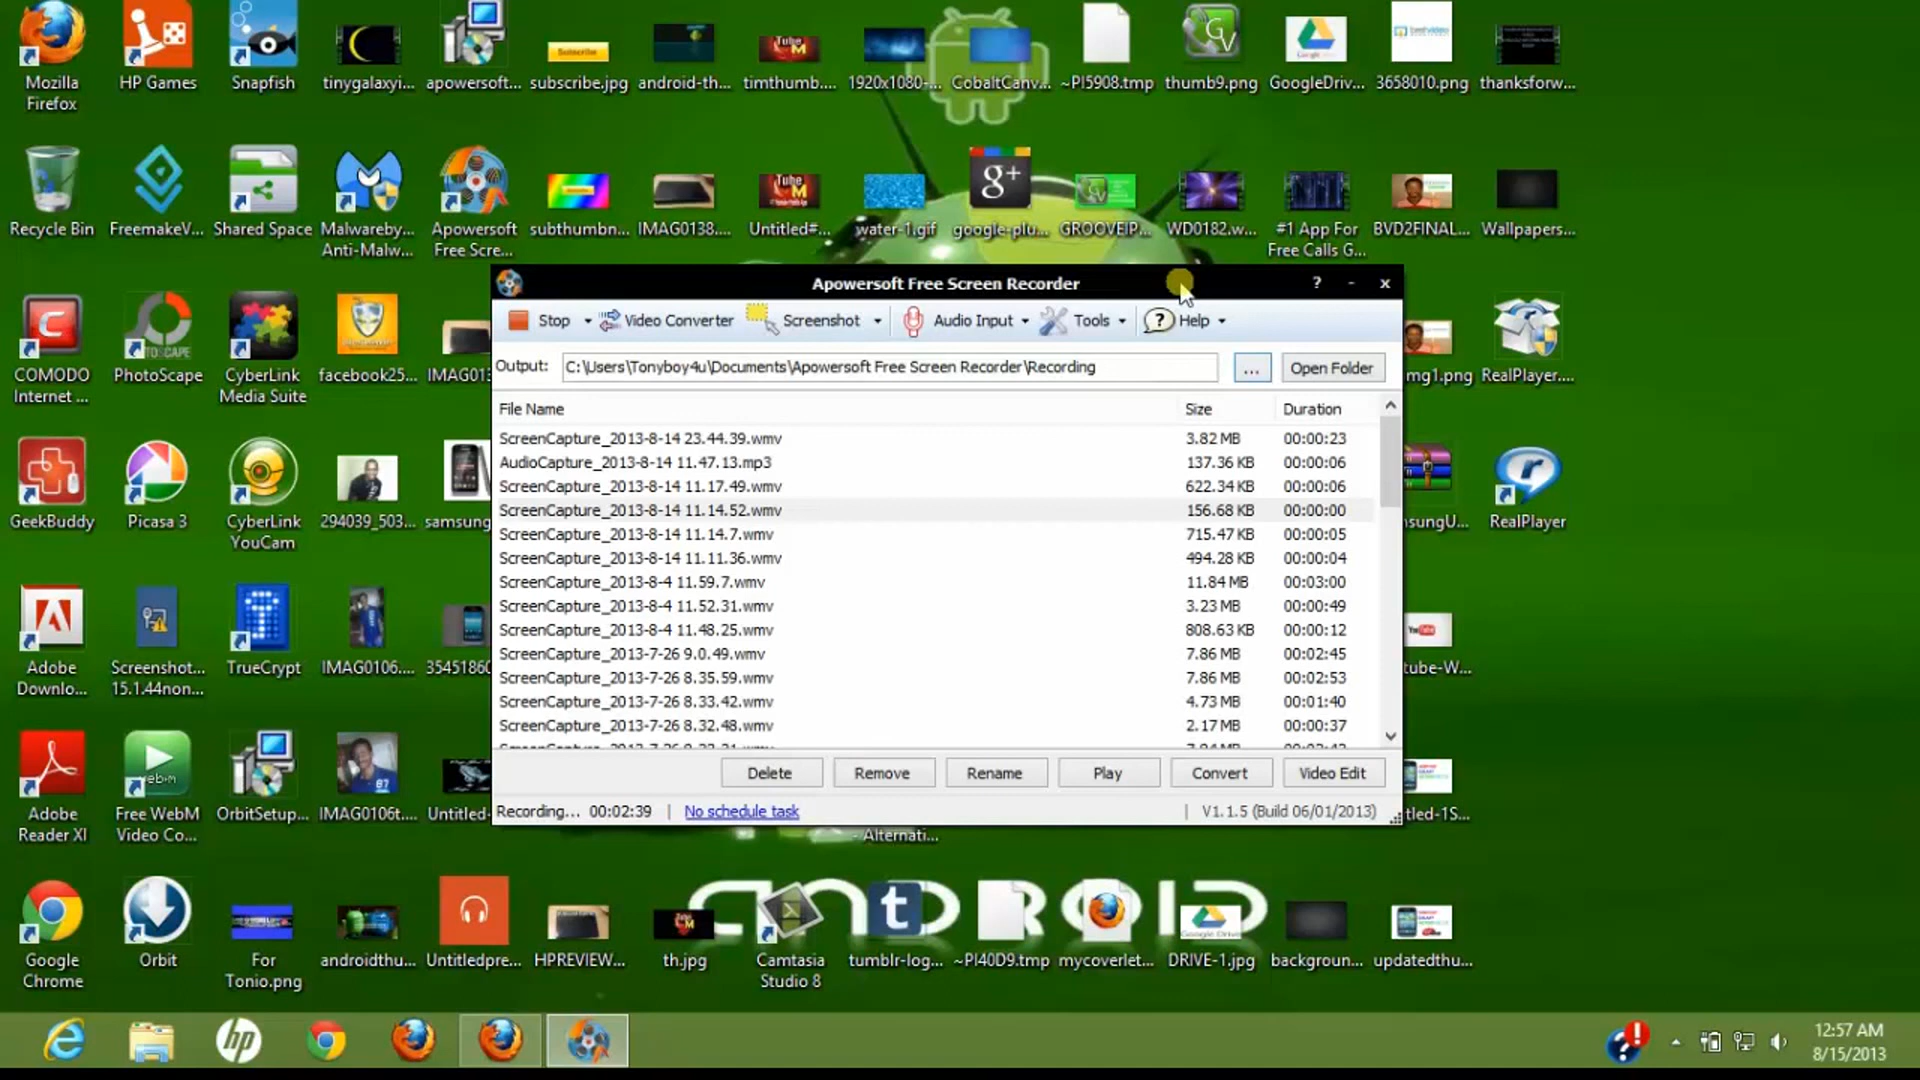 Mozilla Firefox
HP Games
Snapfish
tinygalaxyi...
apowersoft...
subscribe.jpg
android-th...
timthumb....
1920x1080-...
CobaltCanv...
~PI5908.tmp
thumb9.png
GoogleDriv...
3658010.png
thanksforw...
Recycle Bin
FreemakeV...
Shared Space
Malwareby... Anti-Malw...
Apowersoft Free Scre...
subthumbn...
IMAG0138....
Untitled#...
water-1.gif
google-plu...
GROOVEIP...
WD0182.w...
#1 App For Free Calls G...
BVD2FINAL...
Wallpapers...
Apowersoft Free Screen Recorder
Stop
Video Converter
Screenshot
Audio Input
Tools
Help
Output:
C:\Users\Tonyboy4u\Documents\Apowersoft Free Screen Recorder\Recording
...
Open Folder
File Name Size Duration
ScreenCapture_2013-8-14 23.44.39.wmv 3.82 MB 00:00:23
AudioCapture_2013-8-14 11.47.13.mp3 137.36 KB 00:00:06
ScreenCapture_2013-8-14 11.17.49.wmv 622.34 KB 00:00:06
ScreenCapture_2013-8-14 11.14.52.wmv 156.68 KB 00:00:00
ScreenCapture_2013-8-14 11.14.7.wmv 715.47 KB 00:00:05
ScreenCapture_2013-8-14 11.11.36.wmv 494.28 KB 00:00:04
ScreenCapture_2013-8-4 11.59.7.wmv 11.84 MB 00:03:00
ScreenCapture_2013-8-4 11.52.31.wmv 3.23 MB 00:00:49
ScreenCapture_2013-8-4 11.48.25.wmv 808.63 KB 00:00:12
ScreenCapture_2013-7-26 9.0.49.wmv 7.86 MB 00:02:45
ScreenCapture_2013-7-26 8.35.59.wmv 7.86 MB 00:02:53
ScreenCapture_2013-7-26 8.33.42.wmv 4.73 MB 00:01:40
ScreenCapture_2013-7-26 8.32.48.wmv 2.17 MB 00:00:37
Delete
Remove
Rename
Play
Convert
Video Edit
Recording... 00:02:39 | No schedule task | V1.1.5 (Build 06/01/2013)
COMODO Internet ...
PhotoScape
CyberLink Media Suite
facebook25...
IMAG013
mg1.png
RealPlayer....
GeekBuddy
Picasa 3
CyberLink YouCam
294039_503...
samsung
sungU...
RealPlayer
Adobe Downlo...
Screenshot... 15.1.44non...
TrueCrypt
IMAG0106....
35451860
tube-W...
Adobe Reader XI
Free WebM Video Co...
OrbitSetup...
IMAG0106t....
Untitled-
- Alternati...
tled-1S...
ANDROID
Google Chrome
Orbit
For Tonio.png
androidthu...
Untitledpre...
HPREVIEW...
th.jpg
Camtasia Studio 8
tumblr-log...
~PI40D9.tmp
mycoverlet...
DRIVE-1.jpg
backgroun...
updatedthu...
hp
12:57 AM
8/15/2013